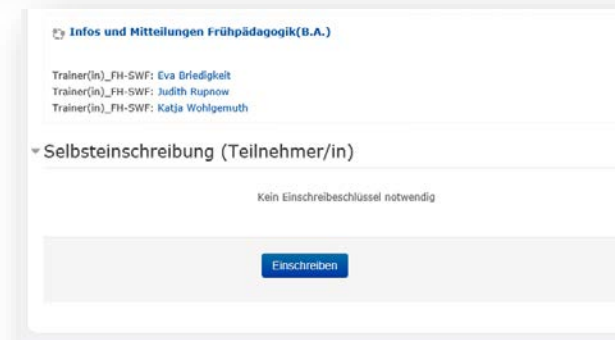 Infos und Mitteilungen Frühpädagogik(B.A.)
Trainer(in)_FH-SWF: Eva Briedigkeit
Trainer(in)_FH-SWF: Judith Rupnow
Trainer(in)_FH-SWF: Katja Wohlgemuth
Selbsteinschreibung (Teilnehmer/in)
Kein Einschreibeschlüssel notwendig
Einschreiben